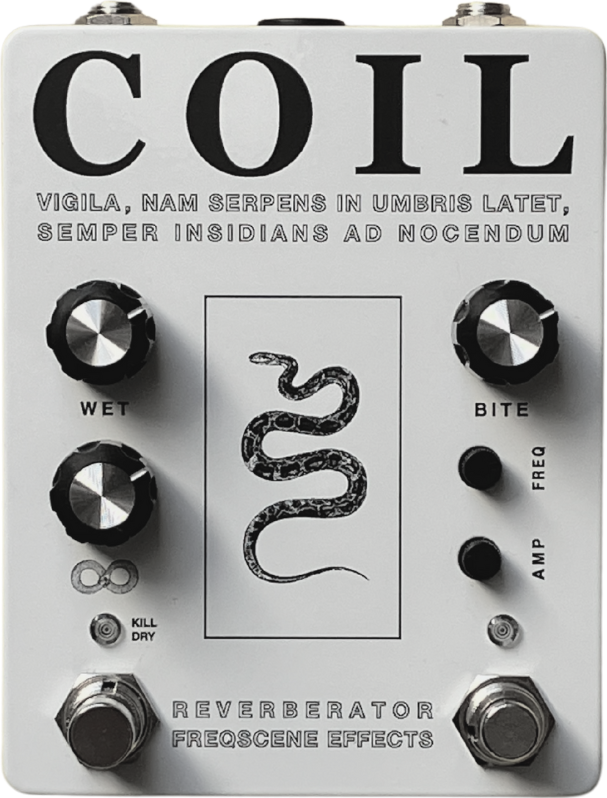 COIL
VIGILA, NAM SERPENS IN UMBRIS LATET,
SEMPER INSIDIANS AD NOCENDUM
WET
BITE
FREQ
AMP
KILL
DRY
REVERBERATOR
FREQSCENE EFFECTS